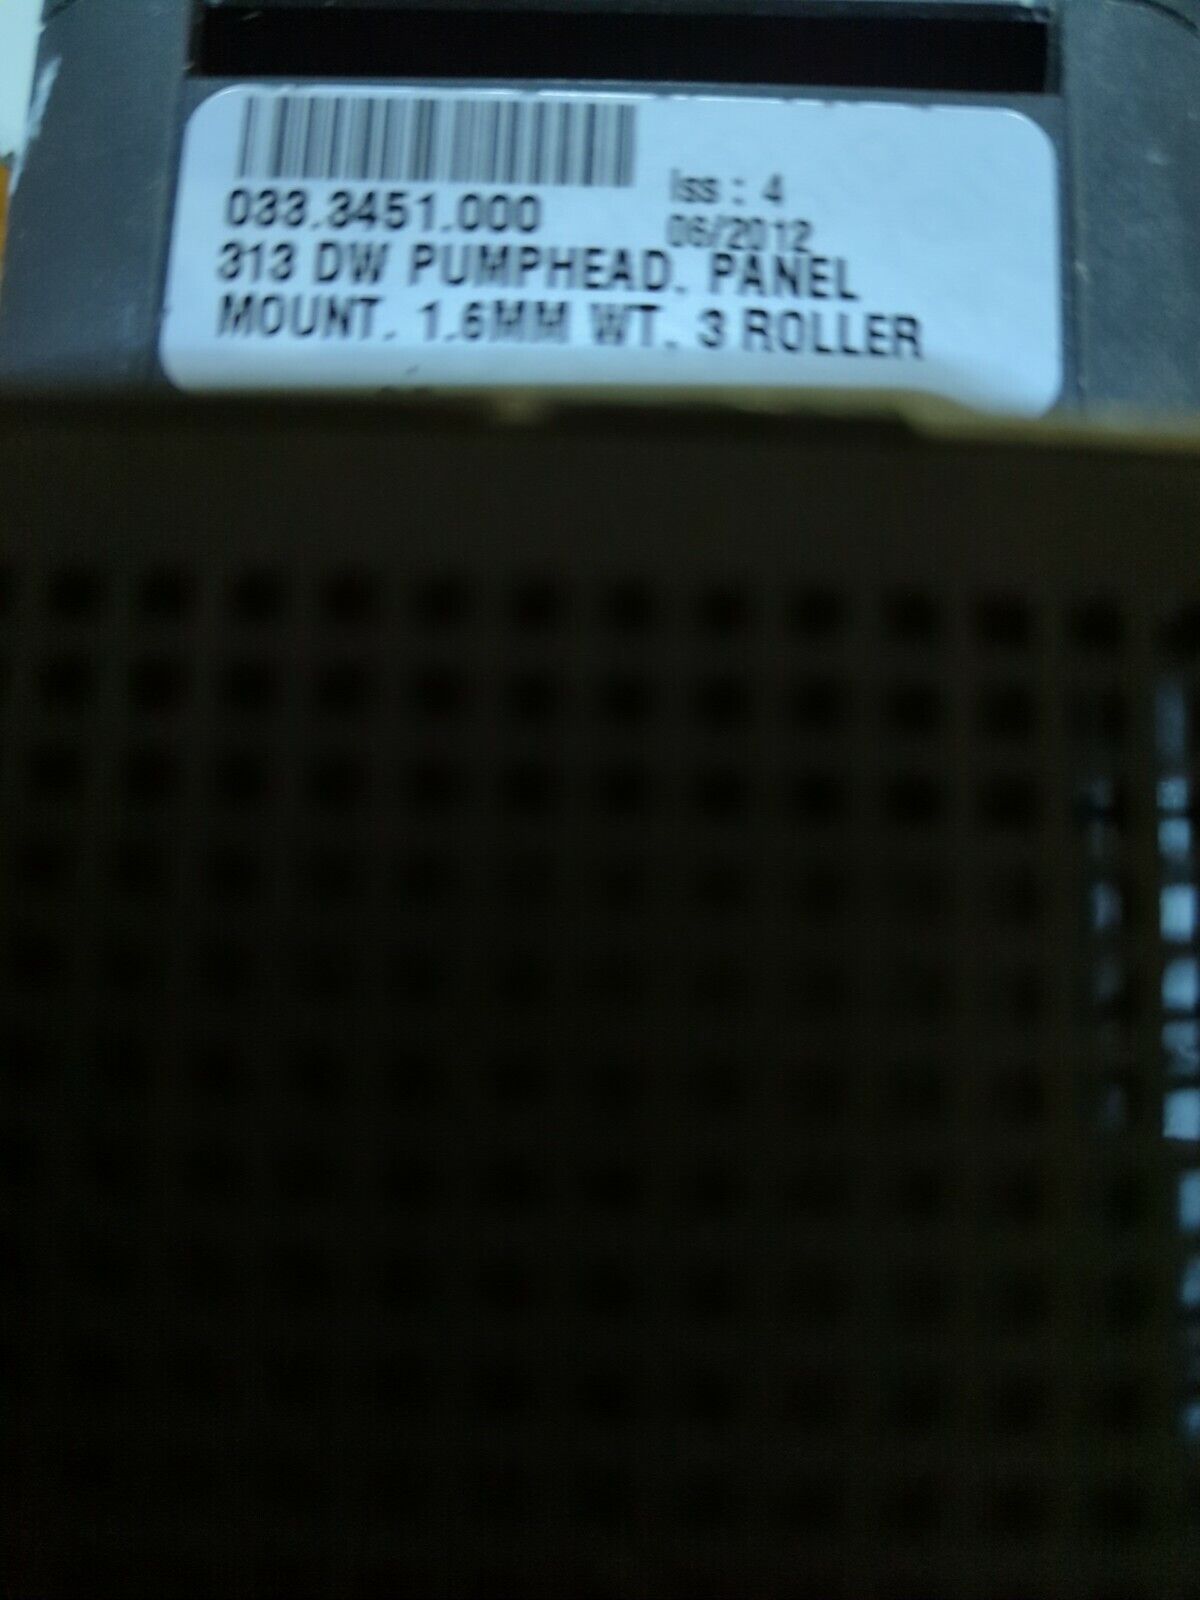 033.3451.000
Iss : 4
06/2012
313 DW PUMPHEAD. PANEL
MOUNT. 1.6MM WT. 3 ROLLER